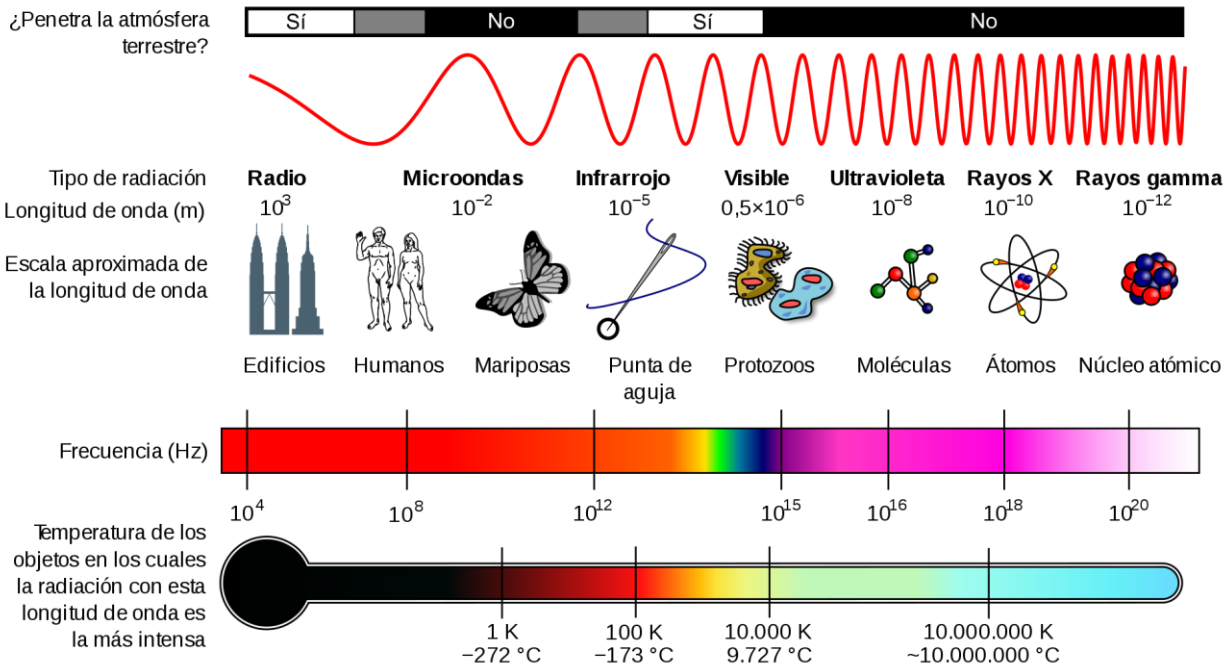 ¿Penetra la atmósfera
terrestre?
Sí No Sí No
Tipo de radiación Radio Microondas Infrarrojo Visible Ultravioleta Rayos X Rayos gamma
Longitud de onda (m) 10³ 10⁻² 10⁻⁵ 0,5×10⁻⁶ 10⁻⁸ 10⁻¹⁰ 10⁻¹²
Escala aproximada de
la longitud de onda
Edificios Humanos Mariposas Punta de Protozoos Moléculas Átomos Núcleo atómico
aguja
Frecuencia (Hz)
10⁴ 10⁸ 10¹² 10¹⁵ 10¹⁶ 10¹⁸ 10²⁰
Temperatura de los
objetos en los cuales
la radiación con esta
longitud de onda es
la más intensa
1 K 100 K 10.000 K 10.000.000 K
−272 °C −173 °C 9.727 °C ~10.000.000 °C